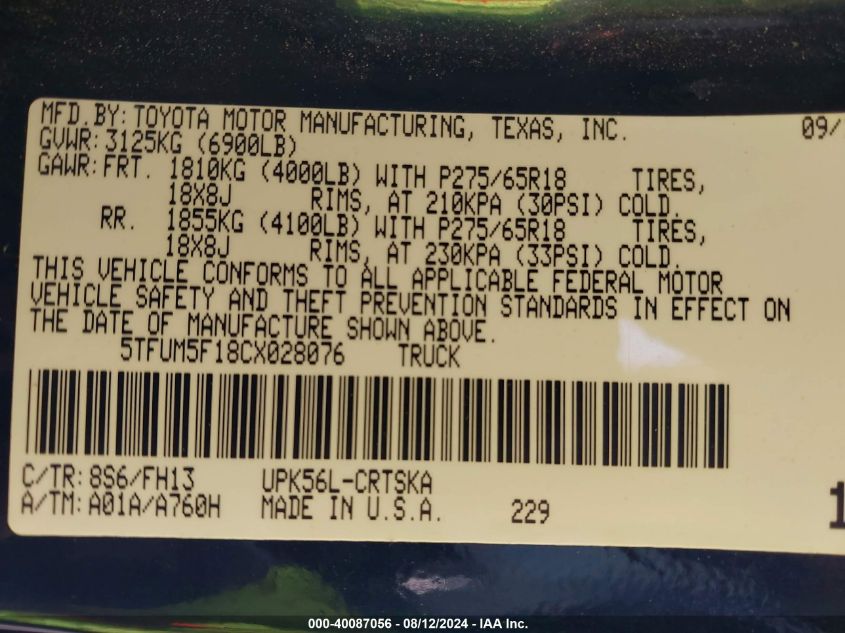 MFD.BY: TOYOTA MOTOR MANUFACTURING, TEXAS, INC. 09/
GVWR: 3125KG (6900LB)
GAWR: FRT. 1810KG (4000LB) WITH P275/65R18 TIRES,
18X8J RIMS, AT 210KPA (30PSI) COLD.
RR. 1855KG (4100LB) WITH P275/65R18 TIRES,
18X8J RIMS, AT 230KPA (33PSI) COLD.
THIS VEHICLE CONFORMS TO ALL APPLICABLE FEDERAL MOTOR
VEHICLE SAFETY AND THEFT PREVENTION STANDARDS IN EFFECT ON
THE DATE OF MANUFACTURE SHOWN ABOVE.
5TFUM5F18CX028076 TRUCK
C/TR: 8S6/FH13 UPK56L-CRTSKA
A/TM: A01A/A760H MADE IN U.S.A. 229 1
000-40087056 - 08/12/2024 - IAA Inc.